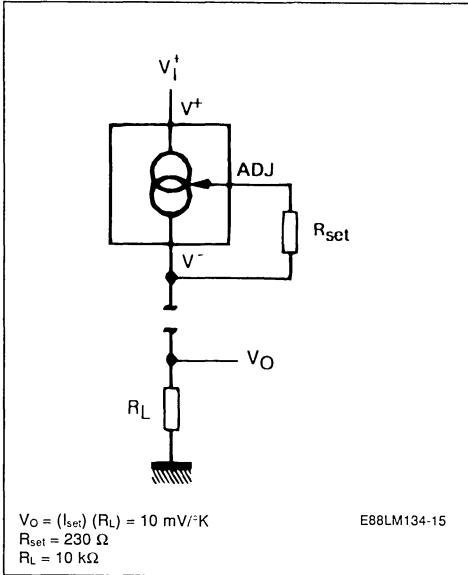 V_i^+
V^+
ADJ
R_set
V^-
V_O
R_L
V_O = (I_set) (R_L) = 10 mV/°K
E88LM134-15
R_set = 230 Ω
R_L = 10 kΩ